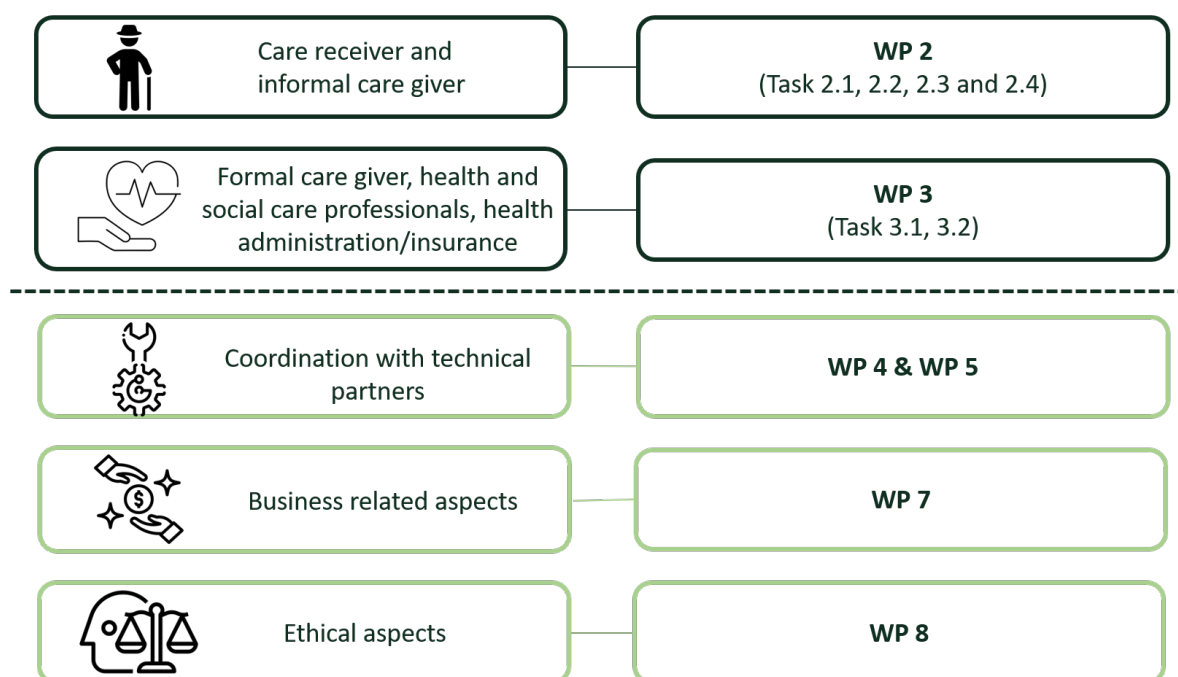 Care receiver and
informal care giver
WP 2
(Task 2.1, 2.2, 2.3 and 2.4)
Formal care giver, health and
social care professionals, health
administration/insurance
WP 3
(Task 3.1, 3.2)
Coordination with technical
partners
WP 4 & WP 5
$
Business related aspects
WP 7
Ethical aspects
WP 8